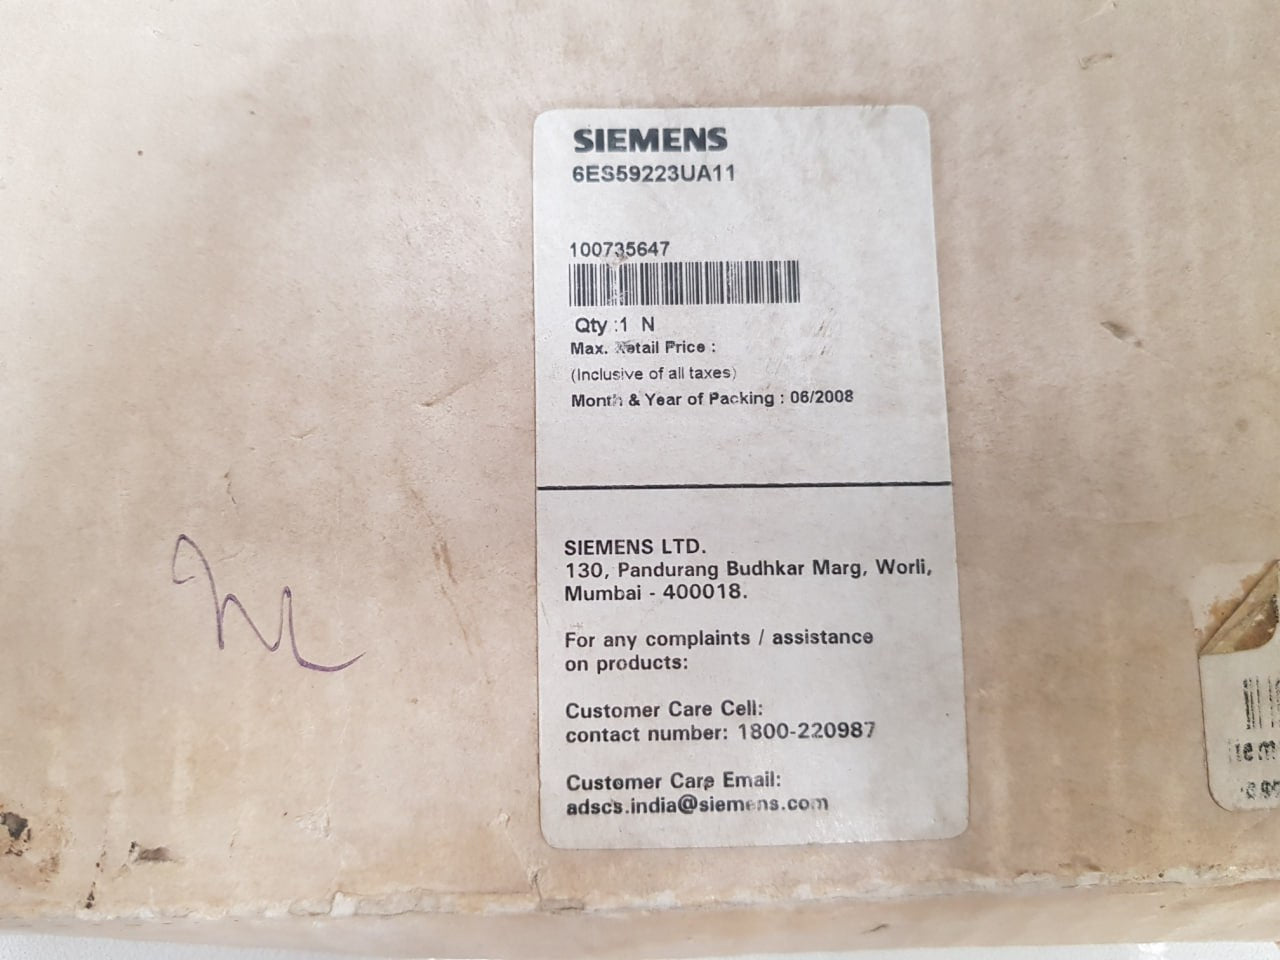 SIEMENS
6ES59223UA11
100735647
Qty :1 N
Max. Retail Price :
(Inclusive of all taxes)
Month & Year of Packing : 06/2008
SIEMENS LTD.
130, Pandurang Budhkar Marg, Worli,
Mumbai - 400018.
For any complaints / assistance
on products:
Customer Care Cell:
contact number: 1800-220987
Customer Care Email:
adscs.india@siemens.com